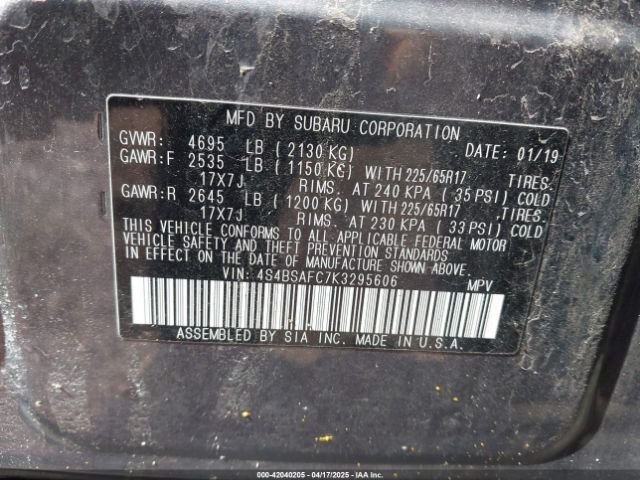 MFD BY SUBARU CORPORATION
GVWR: 4695 LB ( 2130 KG) DATE: 01/19
GAWR:F 2535 LB ( 1150 KG) WITH 225/65R17 TIRES.
17X7J RIMS. AT 240 KPA ( 35 PSI) COLD
GAWR:R 2645 LB ( 1200 KG) WITH 225/65R17 TIRES.
17X7J RIMS. AT 230 KPA ( 33 PSI) COLD
THIS VEHICLE CONFORMS TO ALL APPLICABLE FEDERAL MOTOR
VEHICLE SAFETY AND THEFT PREVENTION STANDARDS
IN EFFECT ON THE DATE OF MANUFACTURE SHOWN ABOVE.
VIN: 4S4BSAFC7K3295606 MPV
ASSEMBLED BY SIA INC. MADE IN U.S.A.
000-42040205 - 04/17/2025 - IAA Inc.